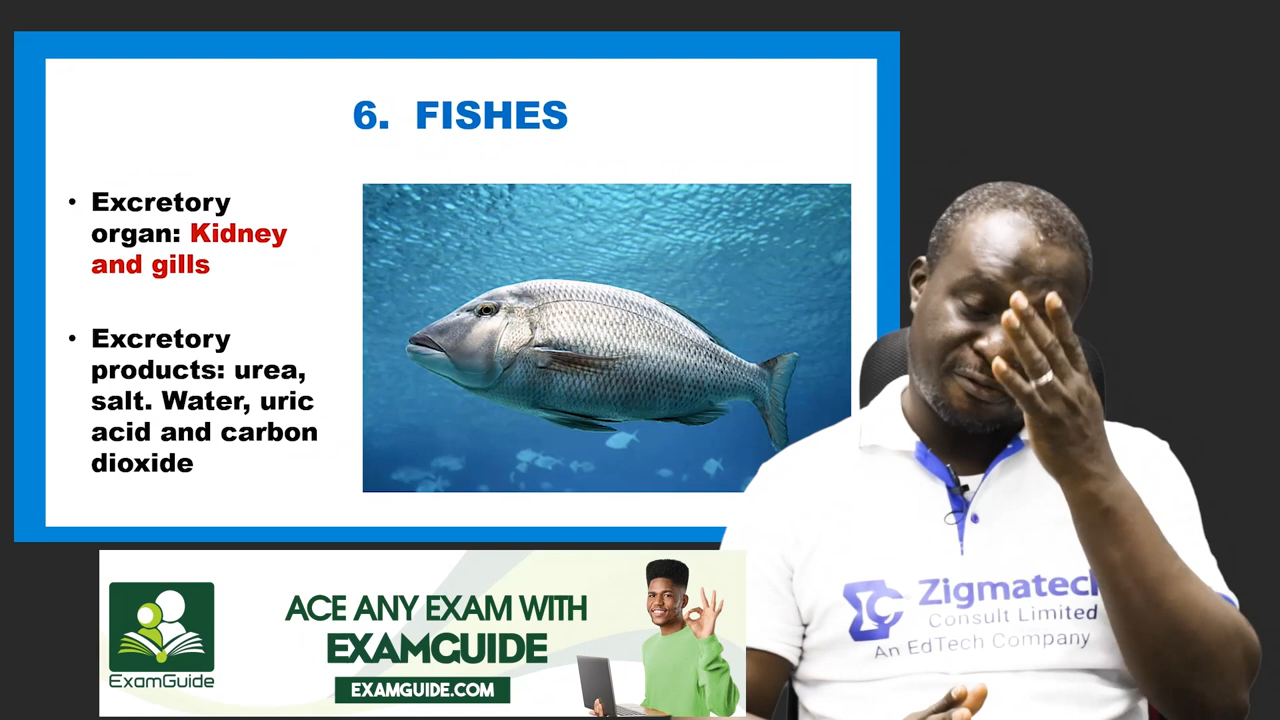 6. FISHES
• Excretory
organ: Kidney
and gills
• Excretory
products: urea,
salt. Water, uric
acid and carbon
dioxide
ExamGuide
ACE ANY EXAM WITH
EXAMGUIDE
EXAMGUIDE.COM
Zigmatech
Consult Limited
An EdTech Company